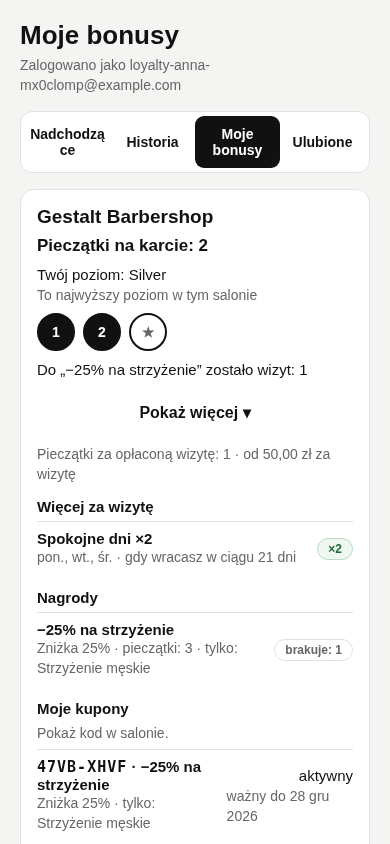 Moje bonusy
Zalogowano jako loyalty-anna-
mx0clomp@example.com
Nadchodzą
ce
Historia
Moje
bonusy
Ulubione
Gestalt Barbershop
Pieczątki na karcie: 2
Twój poziom: Silver
To najwyższy poziom w tym salonie
1 2 ★
Do „−25% na strzyżenie” zostało wizyt: 1
Pokaż więcej ▾
Pieczątki za opłaconą wizytę: 1 · od 50,00 zł za
wizytę
Więcej za wizytę
Spokojne dni ×2
pon., wt., śr. · gdy wracasz w ciągu 21 dni
×2
Nagrody
−25% na strzyżenie
Zniżka 25% · pieczątki: 3 · tylko:
Strzyżenie męskie
brakuje: 1
Moje kupony
Pokaż kod w salonie.
47VB-XHVF · −25% na
strzyżenie
Zniżka 25% · tylko:
Strzyżenie męskie
aktywny
ważny do 28 gru
2026